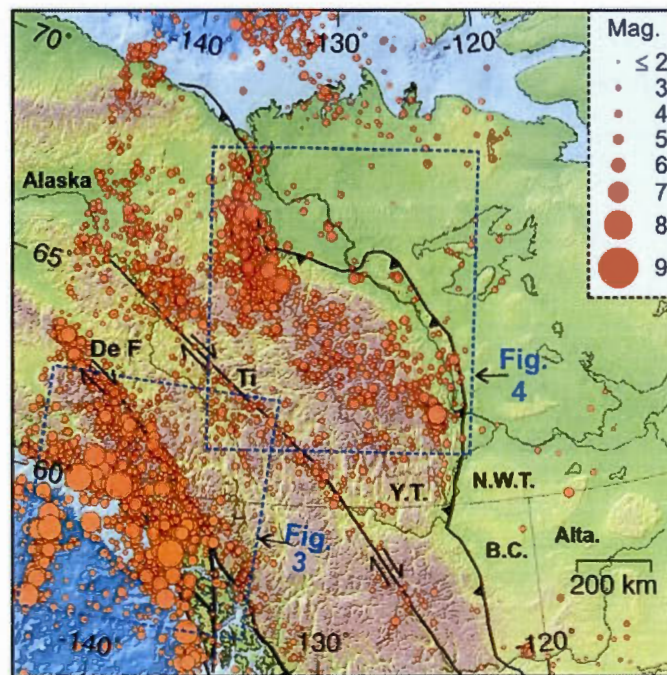 70°
-140°
-130°
-120°
Mag.
≤ 2
3
4
5
6
7
8
9
Alaska
65°
De F
Ti
Fig.
4
60°
Y.T.
N.W.T.
Fig.
3
B.C.
Alta.
200 km
-140°
-130°
-120°